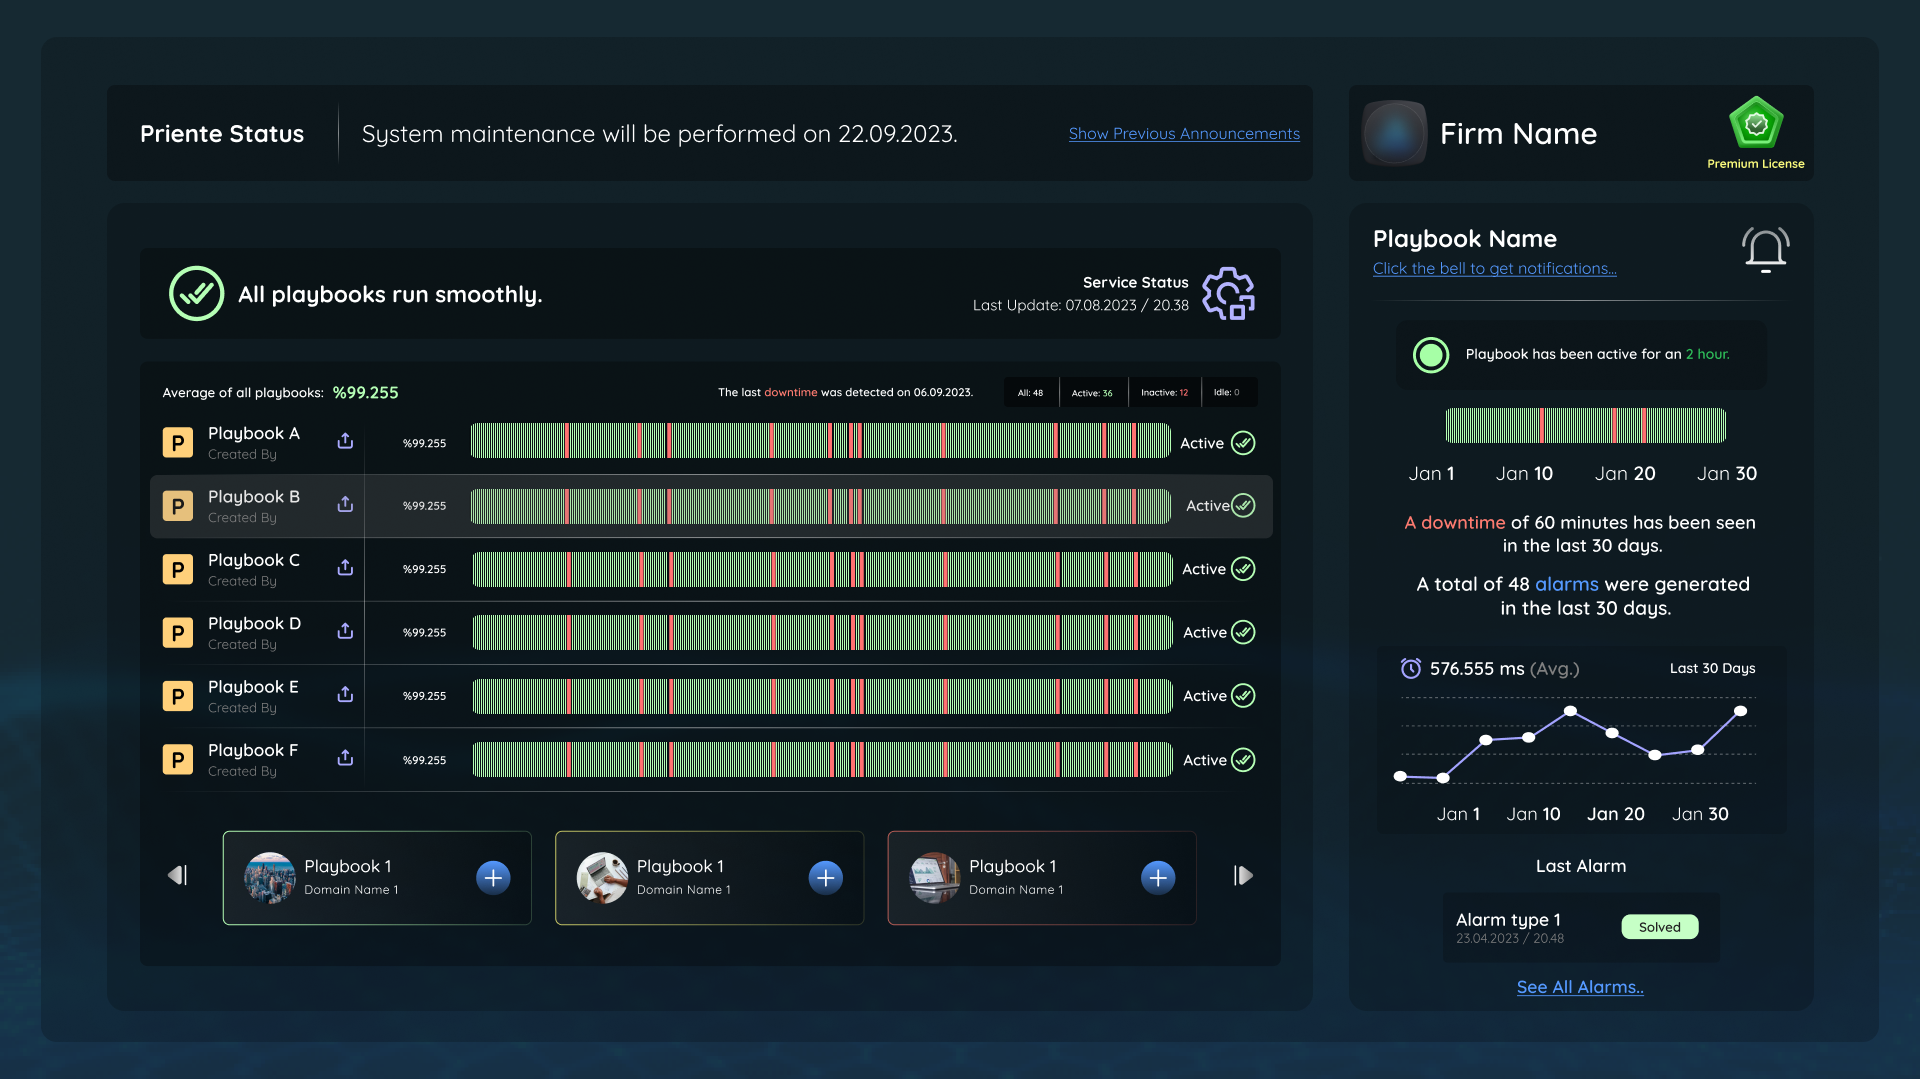 Priente Status
System maintenance will be performed on 22.09.2023.
Show Previous Announcements
Firm Name
Premium License
All playbooks run smoothly.
Service Status
Last Update: 07.08.2023 / 20.38
Average of all playbooks: %99.255
The last downtime was detected on 06.09.2023.
All: 48
Active: 36
Inactive: 12
Idle: 0
P
Playbook A
Created By
%99.255
Active
P
Playbook B
Created By
%99.255
Active
P
Playbook C
Created By
%99.255
Active
P
Playbook D
Created By
%99.255
Active
P
Playbook E
Created By
%99.255
Active
P
Playbook F
Created By
%99.255
Active
Playbook 1
Domain Name 1
Playbook 1
Domain Name 1
Playbook 1
Domain Name 1
Playbook Name
Click the bell to get notifications...
Playbook has been active for an 2 hour.
Jan 1 Jan 10 Jan 20 Jan 30
A downtime of 60 minutes has been seen
in the last 30 days.
A total of 48 alarms were generated
in the last 30 days.
576.555 ms (Avg.)
Last 30 Days
Jan 1 Jan 10 Jan 20 Jan 30
Last Alarm
Alarm type 1
23.04.2023 / 20.48
Solved
See All Alarms..